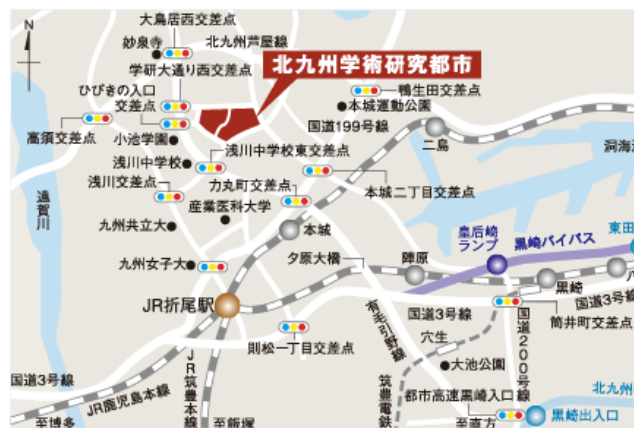 大鳥居西交差点
N
妙泉寺
北九州芦屋線
学研大通り西交差点
北九州学術研究都市
ひびきの入口
交差点
鴨生田交差点
本城運動公園
高須交差点
小池学園
国道199号線
二島
洞海
浅川中学校
浅川中学校東交差点
浅川交差点
力丸町交差点
本城二丁目交差点
遠賀川
産業医科大学
九州共立大
本城
皇后崎
ランプ
黒崎バイパス
東田
九州女子大
夕原大橋
陣原
黒崎
JR折尾駅
国道3号線
有毛引野線
国道3号線
筒井町交差点
国道200号線
則松一丁目交差点
穴生
大池公園
国道3号線
JR鹿児島本線
JR筑豊本線
筑豊電鉄
都市高速黒崎入口
北九州
黒崎出入口
至博多
至飯塚
至直方